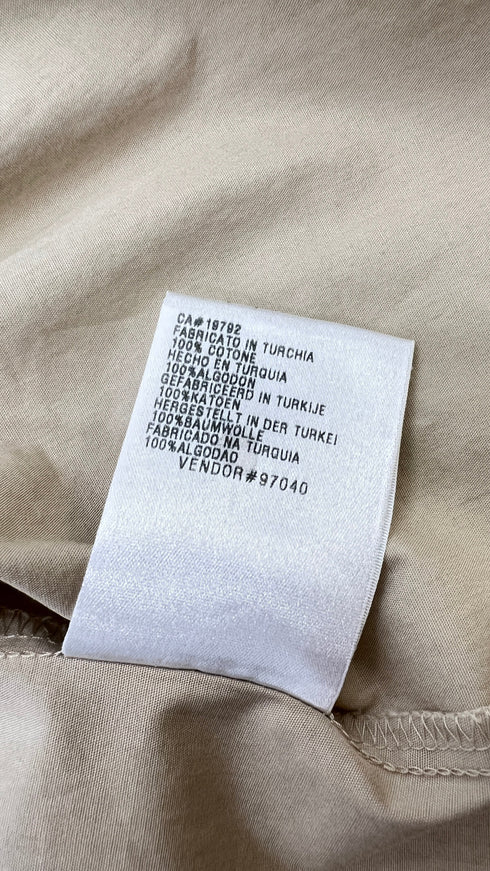 CA#19792
FABRICATO IN TURCHIA
100% COTONE
HECHO EN TURQUIA
100%ALGODON
GEFABRICEERD IN TURKIJE
100%KATOEN
HERGESTELLT IN DER TURKEI
100%BAUMWOLLE
FABRICADO NA TURQUIA
100%ALGODAO
VENDOR#97040